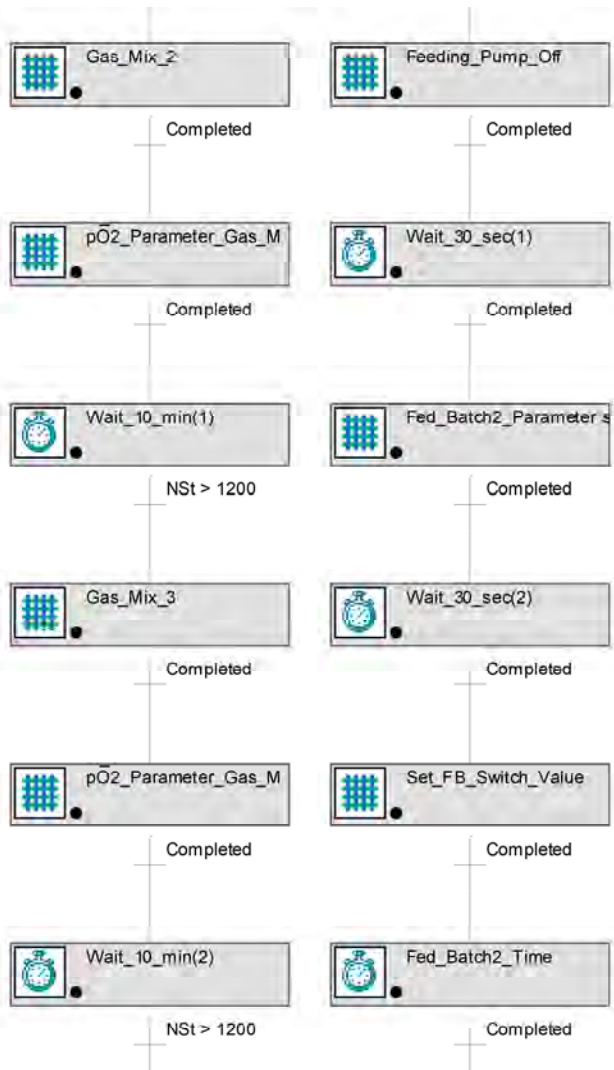 Gas_Mix_2
Completed
pO2_Parameter_Gas_M
Completed
Wait_10_min(1)
NSt > 1200
Gas_Mix_3
Completed
pO2_Parameter_Gas_M
Completed
Wait_10_min(2)
NSt > 1200
Feeding_Pump_Off
Completed
Wait_30_sec(1)
Completed
Fed_Batch2_Parameter s
Completed
Wait_30_sec(2)
Completed
Set_FB_Switch_Value
Completed
Fed_Batch2_Time
Completed